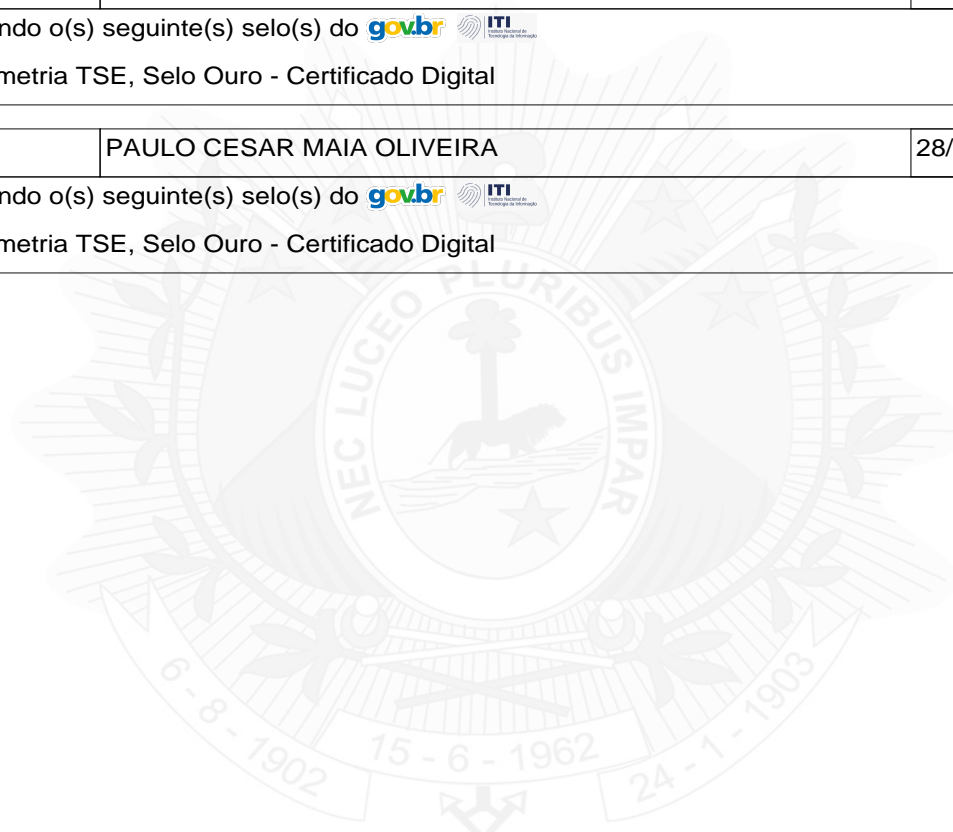 ndo o(s) seguinte(s) selo(s) do gov.br ITI
metria TSE, Selo Ouro - Certificado Digital
PAULO CESAR MAIA OLIVEIRA 28/
ndo o(s) seguinte(s) selo(s) do gov.br ITI
metria TSE, Selo Ouro - Certificado Digital
NEC LUCEO PLURIBUS IMPAR
6 - 8 - 1902 15 - 6 - 1962 24 - 1 - 1903